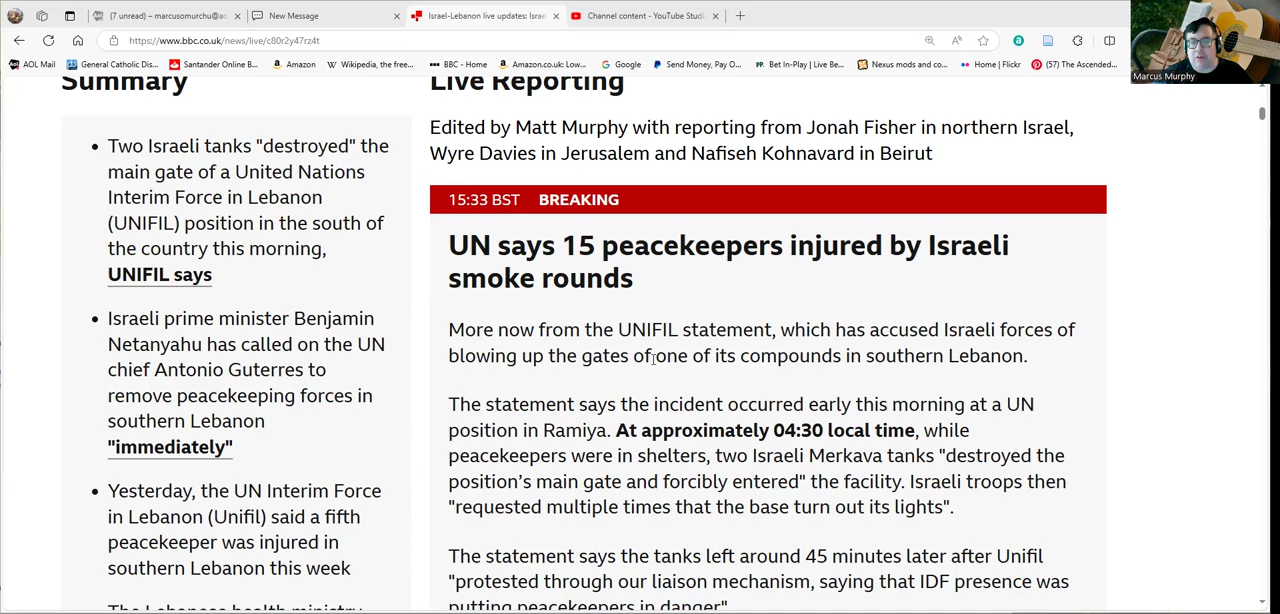 (7 unread) – marcusomurchu@ao
New Message
Israel-Lebanon live updates: Israe
Channel content - YouTube Studi
https://www.bbc.co.uk/news/live/c80r2y47rz4t
AOL Mail
General Catholic Dis...
Santander Online B...
Amazon
Wikipedia, the free...
BBC - Home
Amazon.co.uk: Low...
Google
Send Money, Pay O...
Bet In-Play | Live Be...
Nexus mods and co...
Home | Flickr
(57) The Ascended...
Marcus Murphy
Summary
Two Israeli tanks "destroyed" the
main gate of a United Nations
Interim Force in Lebanon
(UNIFIL) position in the south of
the country this morning,
UNIFIL says
Israeli prime minister Benjamin
Netanyahu has called on the UN
chief Antonio Guterres to
remove peacekeeping forces in
southern Lebanon
"immediately"
Yesterday, the UN Interim Force
in Lebanon (Unifil) said a fifth
peacekeeper was injured in
southern Lebanon this week
The Lebanese health ministry
Live Reporting
Edited by Matt Murphy with reporting from Jonah Fisher in northern Israel,
Wyre Davies in Jerusalem and Nafiseh Kohnavard in Beirut
15:33 BST BREAKING
UN says 15 peacekeepers injured by Israeli
smoke rounds
More now from the UNIFIL statement, which has accused Israeli forces of
blowing up the gates of one of its compounds in southern Lebanon.
The statement says the incident occurred early this morning at a UN
position in Ramiya. At approximately 04:30 local time, while
peacekeepers were in shelters, two Israeli Merkava tanks "destroyed the
position's main gate and forcibly entered" the facility. Israeli troops then
"requested multiple times that the base turn out its lights".
The statement says the tanks left around 45 minutes later after Unifil
"protested through our liaison mechanism, saying that IDF presence was
putting peacekeepers in danger".